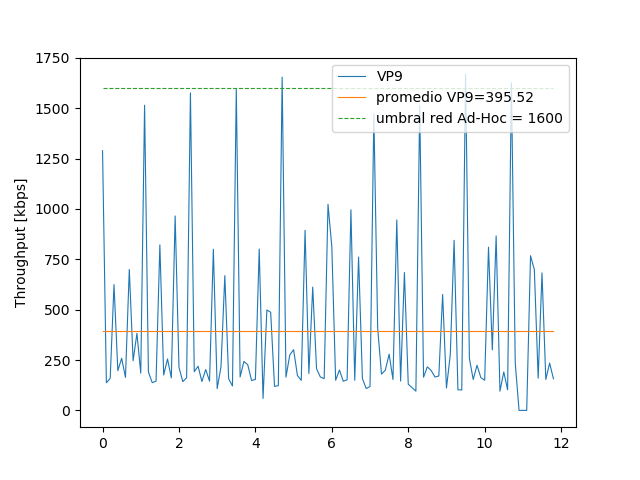 1750
1500
1250
1000
750
500
250
0
Throughput [kbps]
VP9
promedio VP9=395.52
umbral red Ad-Hoc = 1600
0 2 4 6 8 10 12